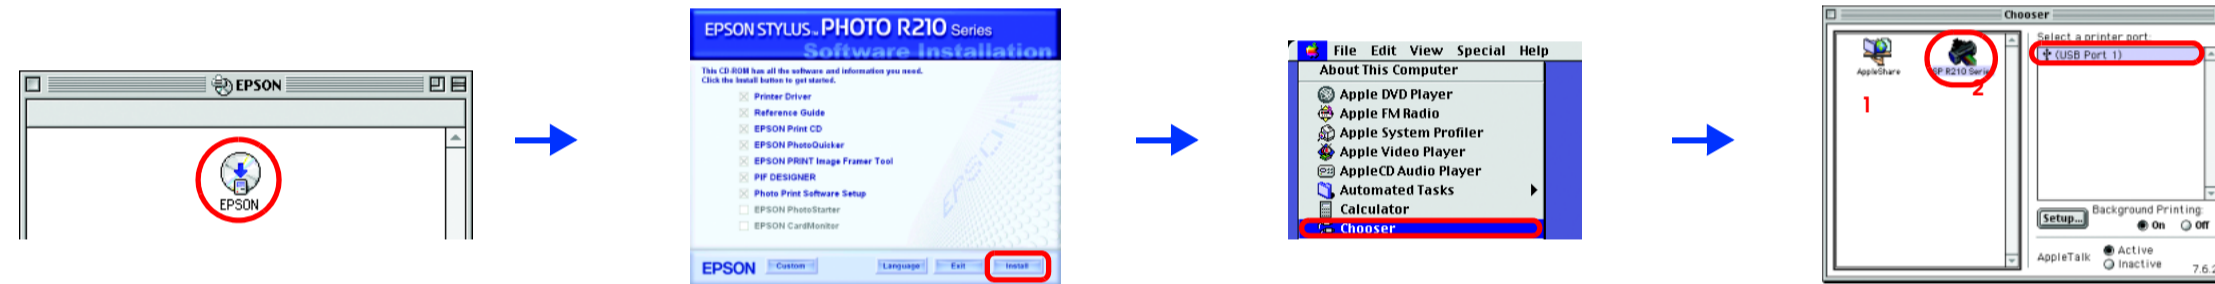 EPSON
EPSON
EPSON STYLUS™ PHOTO R210 Series
Software Installation
This CD-ROM has all the software and information you need.
Click the Install button to get started.
Printer Driver
Reference Guide
EPSON Print CD
EPSON PhotoQuicker
EPSON PRINT Image Framer Tool
PIF DESIGNER
Photo Print Software Setup
EPSON PhotoStarter
EPSON CardMonitor
EPSON
Custom
Language
Exit
Install
EPSON
File Edit View Special Help
About This Computer
Apple DVD Player
Apple FM Radio
Apple System Profiler
Apple Video Player
AppleCD Audio Player
Automated Tasks
Calculator
Chooser
Chooser
AppleShare
SP R210 Series
1
2
Select a printer port:
(USB Port 1)
Setup...
Background Printing:
On Off
AppleTalk
Active
Inactive
7.6.2